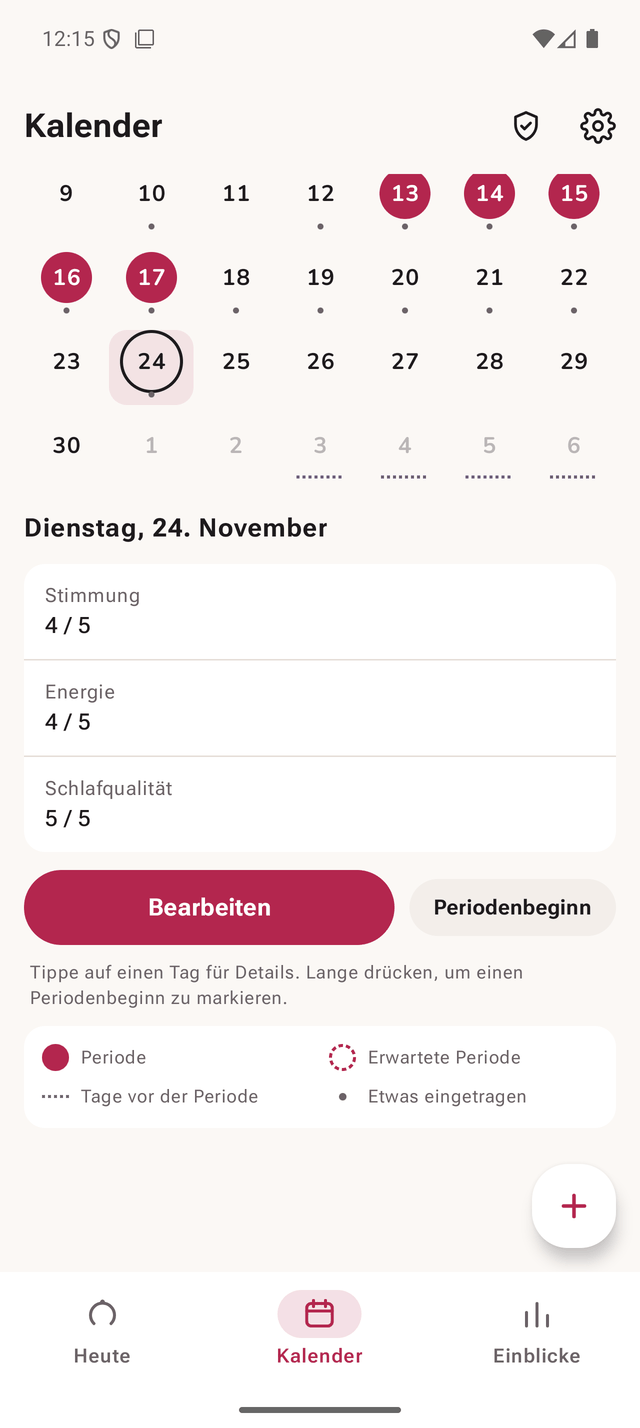 12:15
Kalender
9 10 11 12 13 14 15
16 17 18 19 20 21 22
23 24 25 26 27 28 29
30 1 2 3 4 5 6
Dienstag, 24. November
Stimmung
4 / 5
Energie
4 / 5
Schlafqualität
5 / 5
Bearbeiten Periodenbeginn
Tippe auf einen Tag für Details. Lange drücken, um einen
Periodenbeginn zu markieren.
Periode Erwartete Periode
Tage vor der Periode Etwas eingetragen
Heute Kalender Einblicke